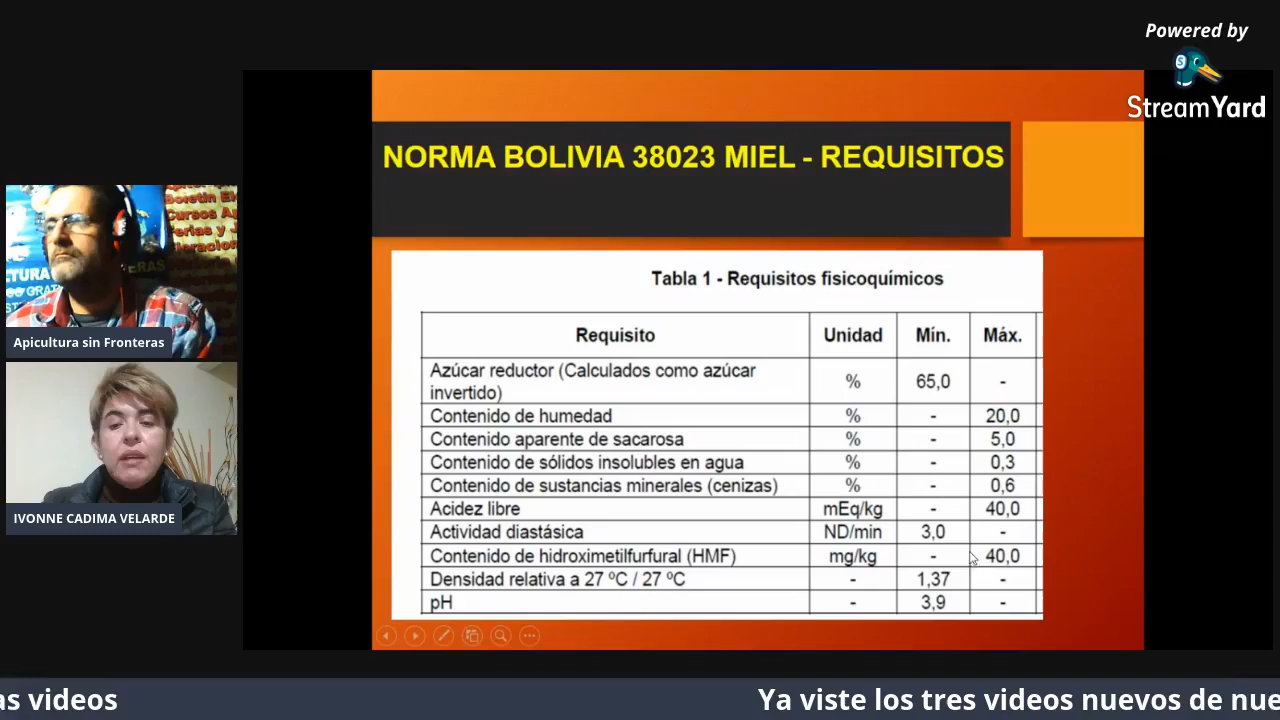 Powered by
StreamYard
NORMA BOLIVIA 38023 MIEL - REQUISITOS
Tabla 1 - Requisitos fisicoquímicos
Requisito Unidad Mín. Máx.
Azúcar reductor (Calculados como azúcar
invertido) % 65,0 -
Contenido de humedad % - 20,0
Contenido aparente de sacarosa % - 5,0
Contenido de sólidos insolubles en agua % - 0,3
Contenido de sustancias minerales (cenizas) % - 0,6
Acidez libre mEq/kg - 40,0
Actividad diastásica ND/min 3,0 -
Contenido de hidroximetilfurfural (HMF) mg/kg - 40,0
Densidad relativa a 27 ºC / 27 ºC - 1,37 -
pH - 3,9 -
Boletín
Cursos
ERAS
Apicultura sin Fronteras
IVONNE CADIMA VELARDE
as videos
Ya viste los tres videos nuevos de nue